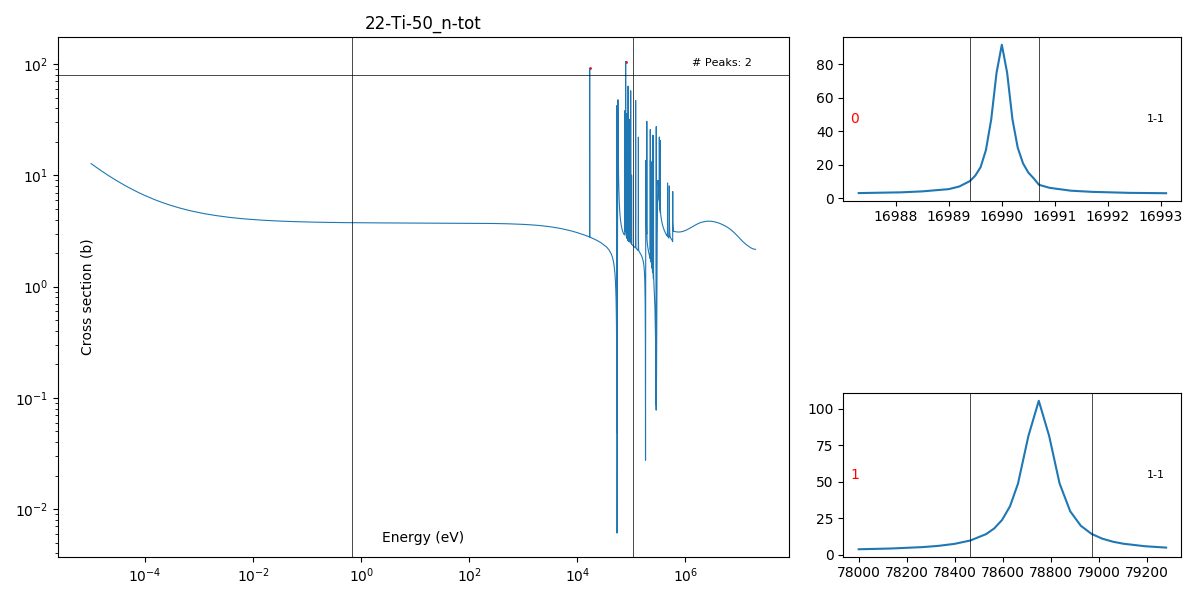 22-Ti-50_n-tot
# Peaks: 2
Cross section (b)
Energy (eV)
10²
10¹
10⁰
10⁻¹
10⁻²
10⁻⁴ 10⁻² 10⁰ 10² 10⁴ 10⁶
80
60
40
20
0
0
1-1
16988 16989 16990 16991 16992 16993
100
75
50
25
0
1
1-1
78000 78200 78400 78600 78800 79000 79200